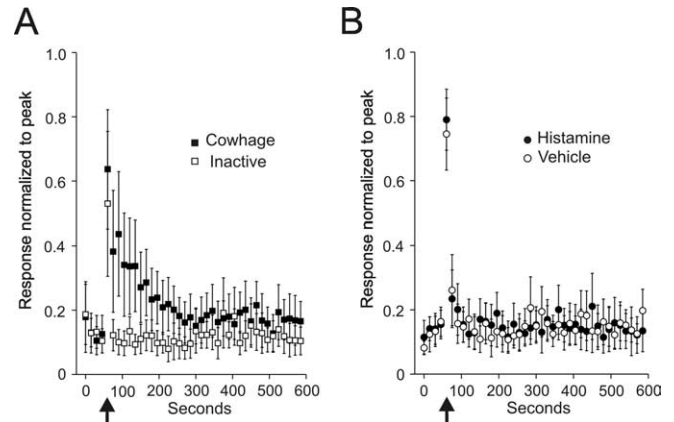 A
1.0
0.8
0.6
0.4
0.2
0
Response normalized to peak
Cowhage
Inactive
0 100 200 300 400 500 600
Seconds
B
1.0
0.8
0.6
0.4
0.2
0
Response normalized to peak
Histamine
Vehicle
0 100 200 300 400 500 600
Seconds